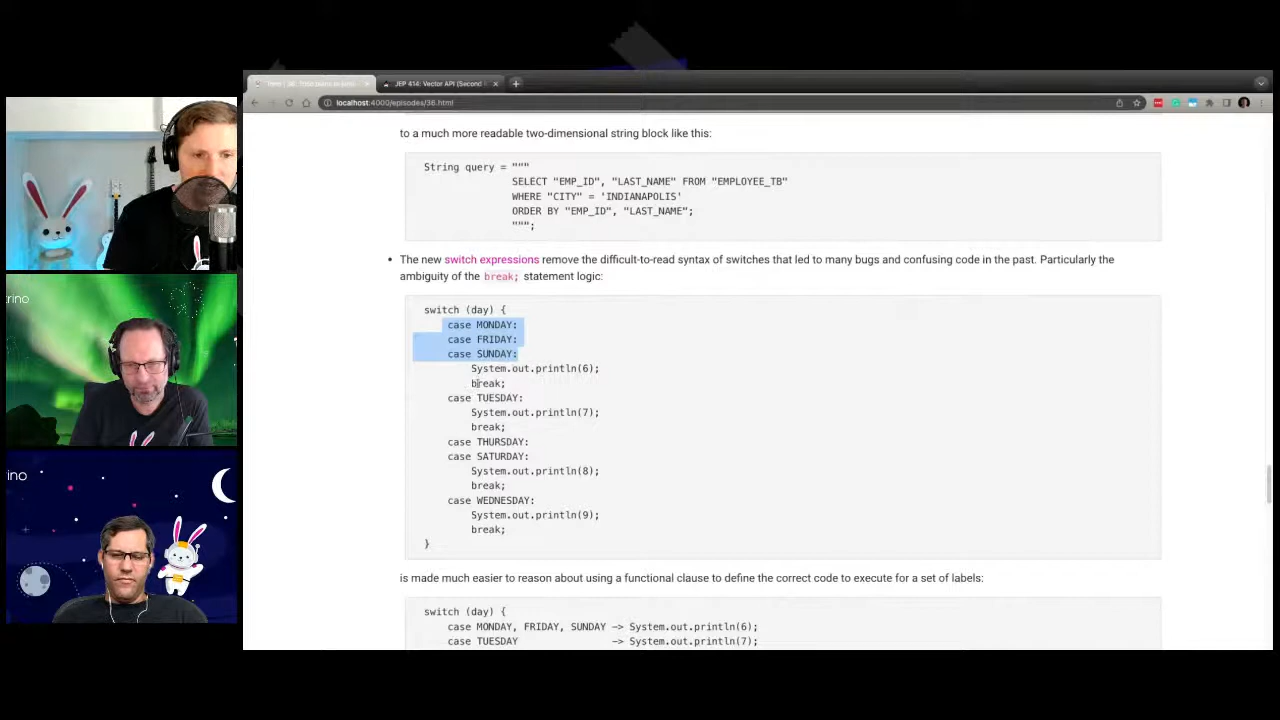 JEP 414: Vector API (Second I
localhost:4000/episodes/36.html
to a much more readable two-dimensional string block like this:
String query = """
SELECT "EMP_ID", "LAST_NAME" FROM "EMPLOYEE_TB"
WHERE "CITY" = 'INDIANAPOLIS'
ORDER BY "EMP_ID", "LAST_NAME";
""";
The new switch expressions remove the difficult-to-read syntax of switches that led to many bugs and confusing code in the past. Particularly the
ambiguity of the break; statement logic:
switch (day) {
case MONDAY:
case FRIDAY:
case SUNDAY:
System.out.println(6);
break;
case TUESDAY:
System.out.println(7);
break;
case THURSDAY:
case SATURDAY:
System.out.println(8);
break;
case WEDNESDAY:
System.out.println(9);
break;
}
is made much easier to reason about using a functional clause to define the correct code to execute for a set of labels:
switch (day) {
case MONDAY, FRIDAY, SUNDAY -> System.out.println(6);
case TUESDAY -> System.out.println(7);
trino
ino